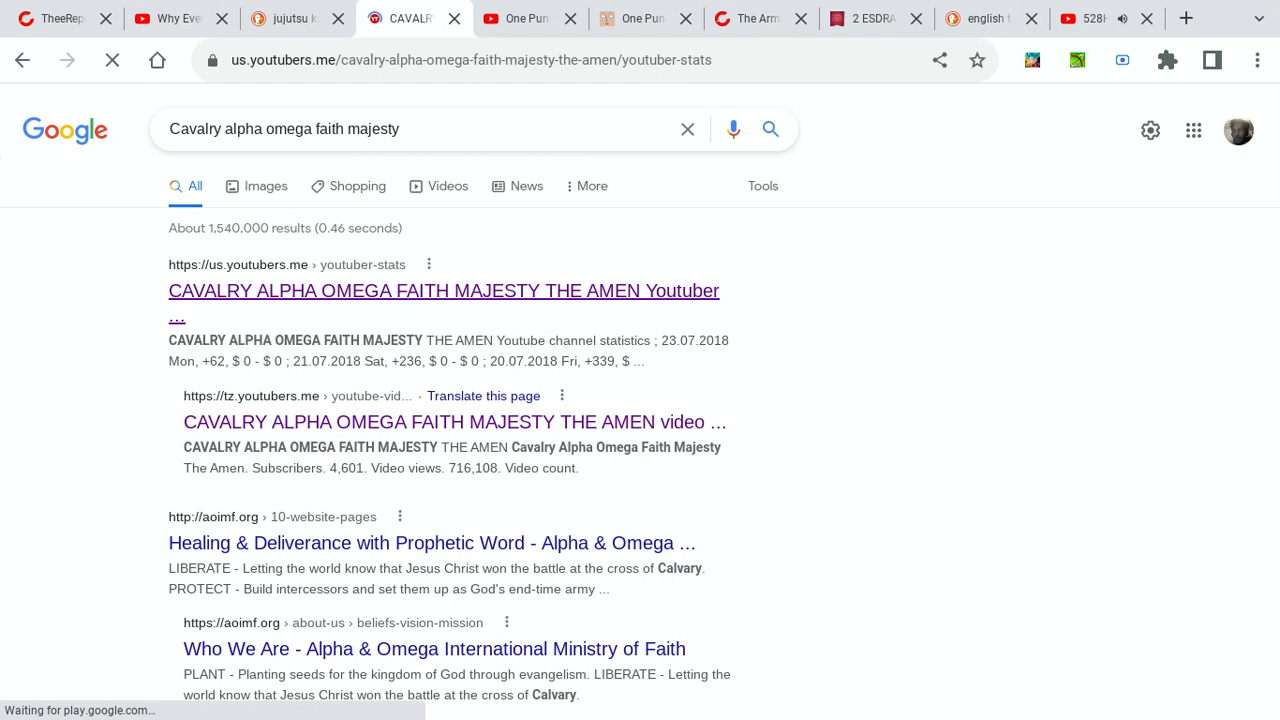 TheeRep
Why Eve
jujutsu k
CAVALR
One Pun
One Pun
The Arm
2 ESDRA
english t
528H
us.youtubers.me/cavalry-alpha-omega-faith-majesty-the-amen/youtuber-stats
Google
Cavalry alpha omega faith majesty
All
Images
Shopping
Videos
News
More
Tools
About 1,540,000 results (0.46 seconds)
https://us.youtubers.me › youtuber-stats
CAVALRY ALPHA OMEGA FAITH MAJESTY THE AMEN Youtuber
...
CAVALRY ALPHA OMEGA FAITH MAJESTY THE AMEN Youtube channel statistics ; 23.07.2018
Mon, +62, $ 0 - $ 0 ; 21.07.2018 Sat, +236, $ 0 - $ 0 ; 20.07.2018 Fri, +339, $ ...
https://tz.youtubers.me › youtube-vid... · Translate this page
CAVALRY ALPHA OMEGA FAITH MAJESTY THE AMEN video ...
CAVALRY ALPHA OMEGA FAITH MAJESTY THE AMEN Cavalry Alpha Omega Faith Majesty
The Amen. Subscribers. 4,601. Video views. 716,108. Video count.
http://aoimf.org › 10-website-pages
Healing & Deliverance with Prophetic Word - Alpha & Omega ...
LIBERATE - Letting the world know that Jesus Christ won the battle at the cross of Calvary.
PROTECT - Build intercessors and set them up as God's end-time army ...
https://aoimf.org › about-us › beliefs-vision-mission
Who We Are - Alpha & Omega International Ministry of Faith
PLANT - Planting seeds for the kingdom of God through evangelism. LIBERATE - Letting the
world know that Jesus Christ won the battle at the cross of Calvary.
Waiting for play.google.com...